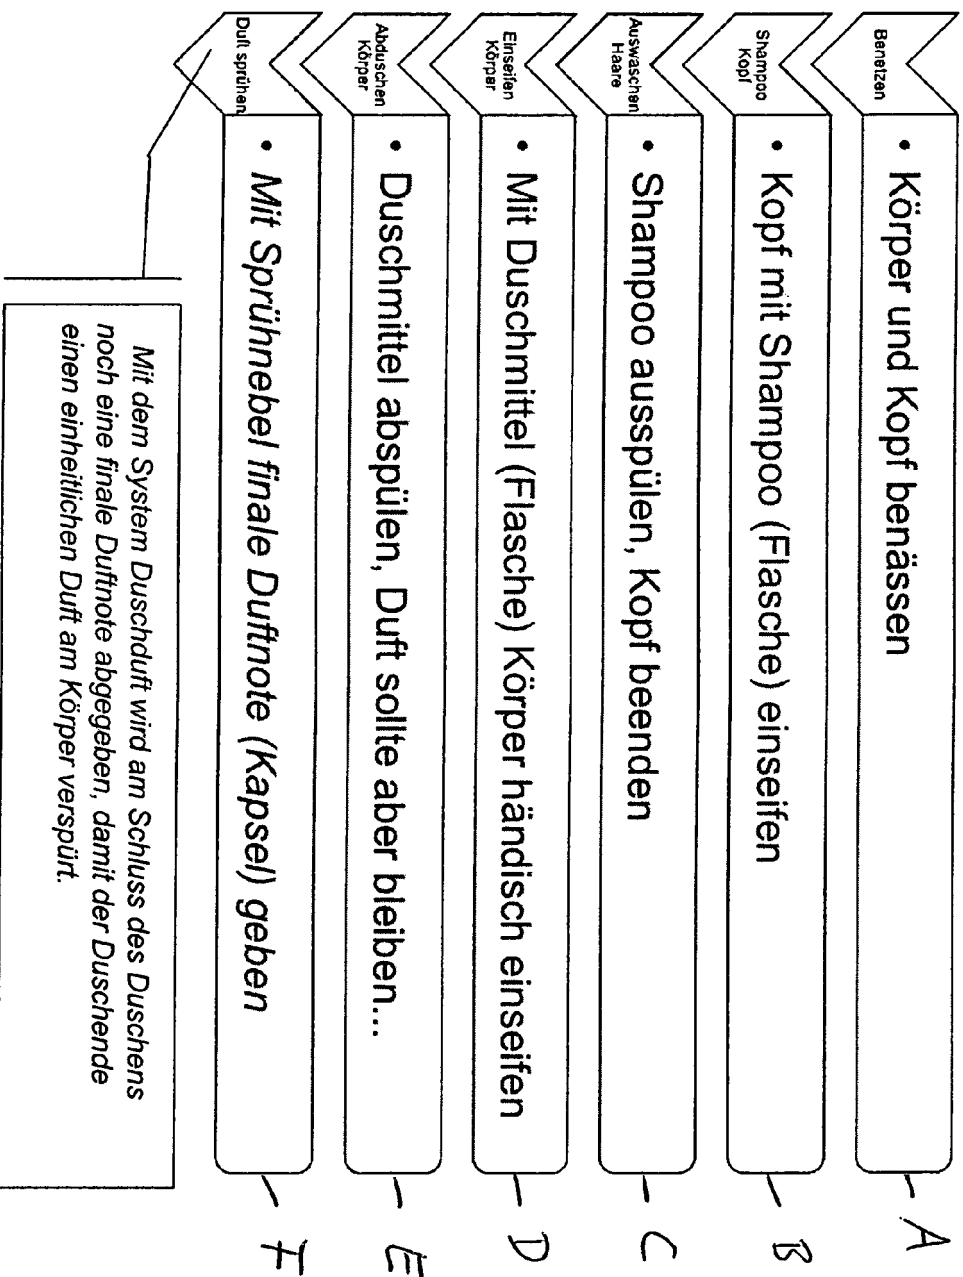 Benetzen
• Körper und Kopf benässen
A
Shampoo
Kopf
• Kopf mit Shampoo (Flasche) einseifen
B
Auswaschen
Haare
• Shampoo ausspülen, Kopf beenden
C
Einseifen
Körper
• Mit Duschmittel (Flasche) Körper händisch einseifen
D
Abduschen
Körper
• Duschmittel abspülen, Duft sollte aber bleiben...
E
Duft sprühen
• Mit Sprühnebel finale Duftnote (Kapsel) geben
F
Mit dem System Duschduft wird am Schluss des Duschens
noch eine finale Duftnote abgegeben, damit der Duschende
einen einheitlichen Duft am Körper verspürt.